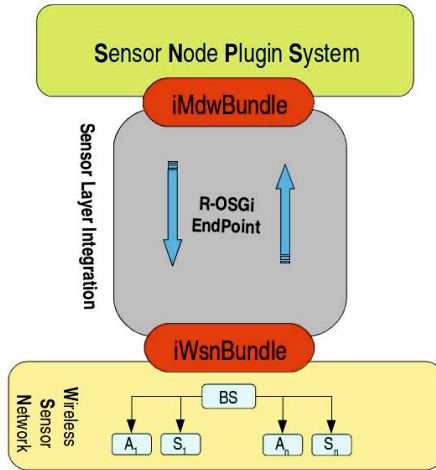 Sensor Node Plugin System
iMdwBundle
Sensor Layer Integration
R-OSGi
EndPoint
iWsnBundle
Wireless
Sensor
Network
BS
A1
S1
An
Sn